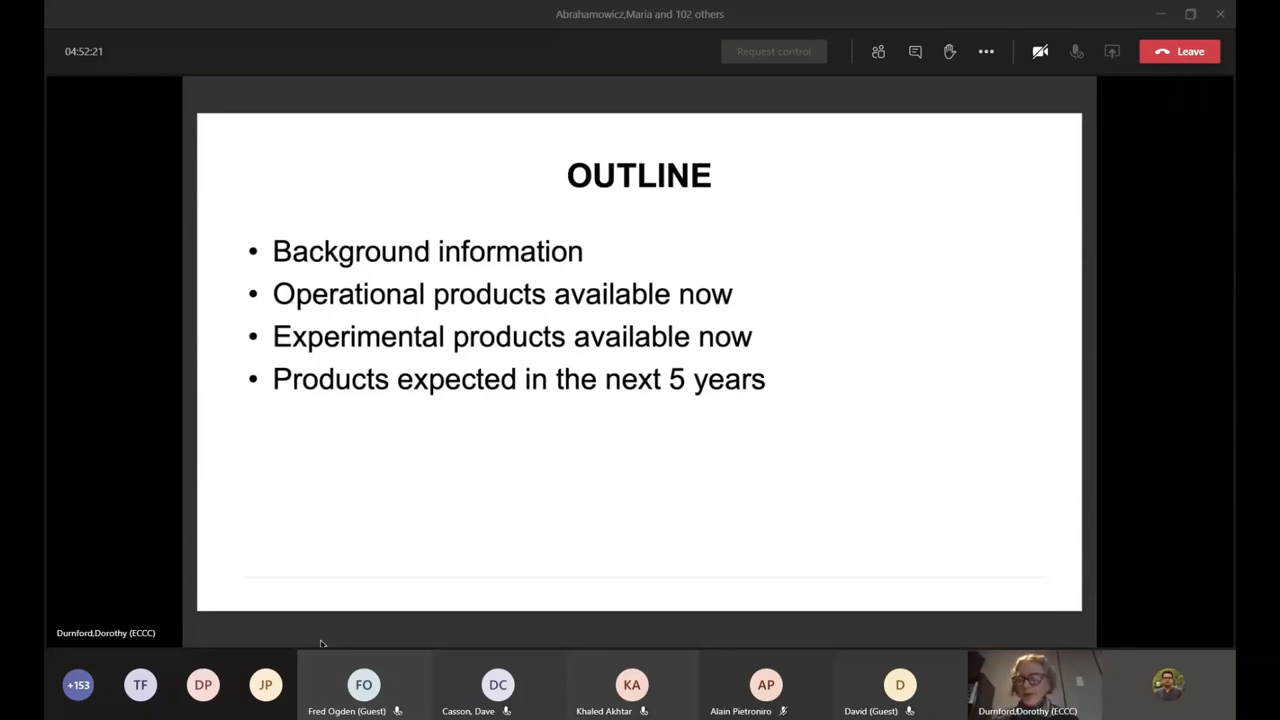 Abrahamowicz,Maria and 102 others
04:52:21
Request control
Leave
OUTLINE
• Background information
• Operational products available now
• Experimental products available now
• Products expected in the next 5 years
Durnford,Dorothy (ECCC)
+153
TF
DP
JP
FO
DC
KA
AP
D
Fred Ogden (Guest)
Casson, Dave
Khaled Akhtar
Alain Pietroniro
David (Guest)
Durnford,Dorothy (ECCC)